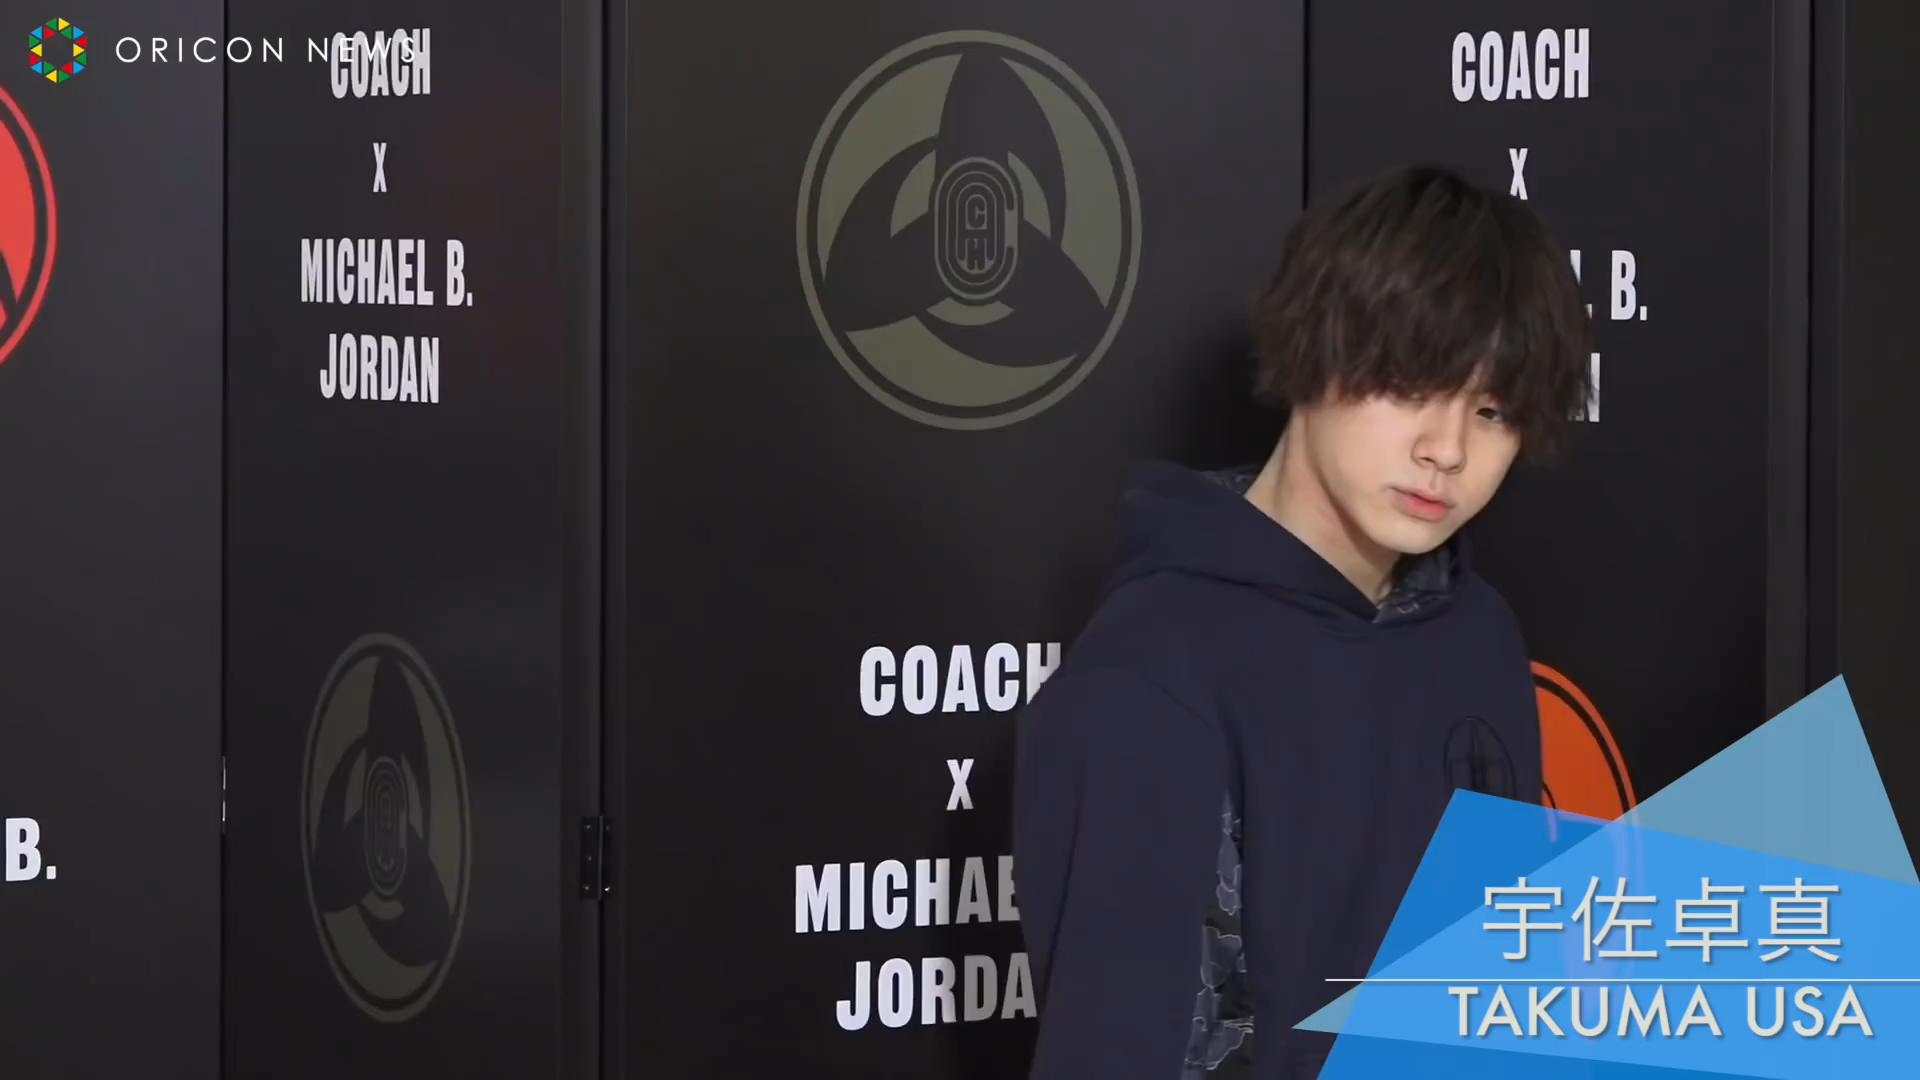 ORICON NEWS
COACH
X
MICHAEL B.
JORDAN
COACH
X
B.
B.
COACH
X
MICHAE
JORDA
宇佐卓真
TAKUMA USA